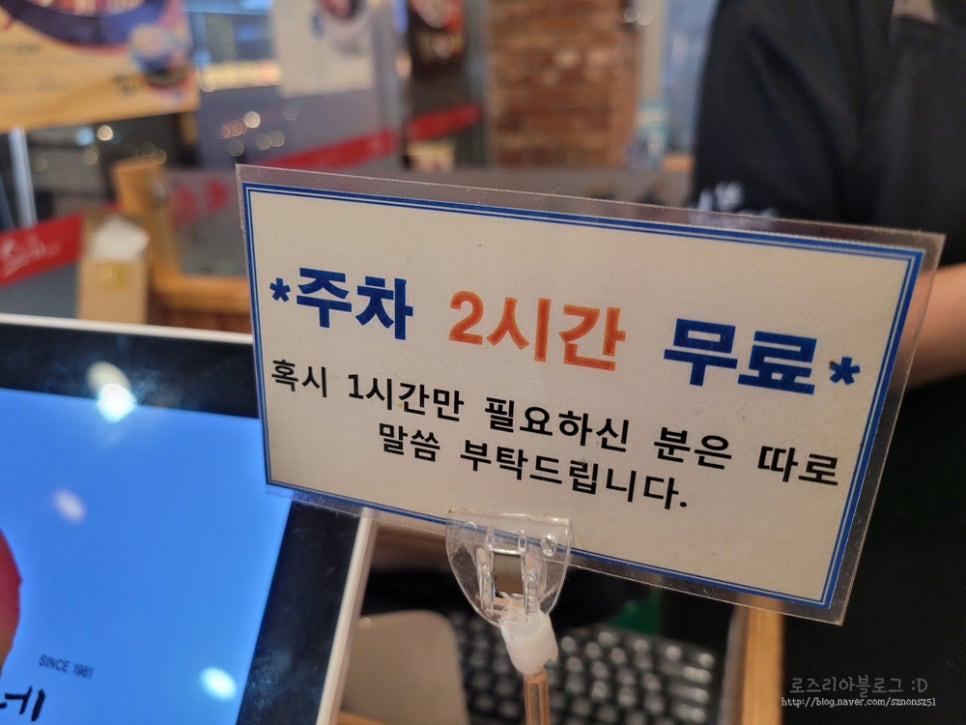 *주차 2시간 무료*
혹시 1시간만 필요하신 분은 따로
말씀 부탁드립니다.
SINCE 1981
네
로즈리아블로그 :D
http://blog.naver.com/sznonsz51